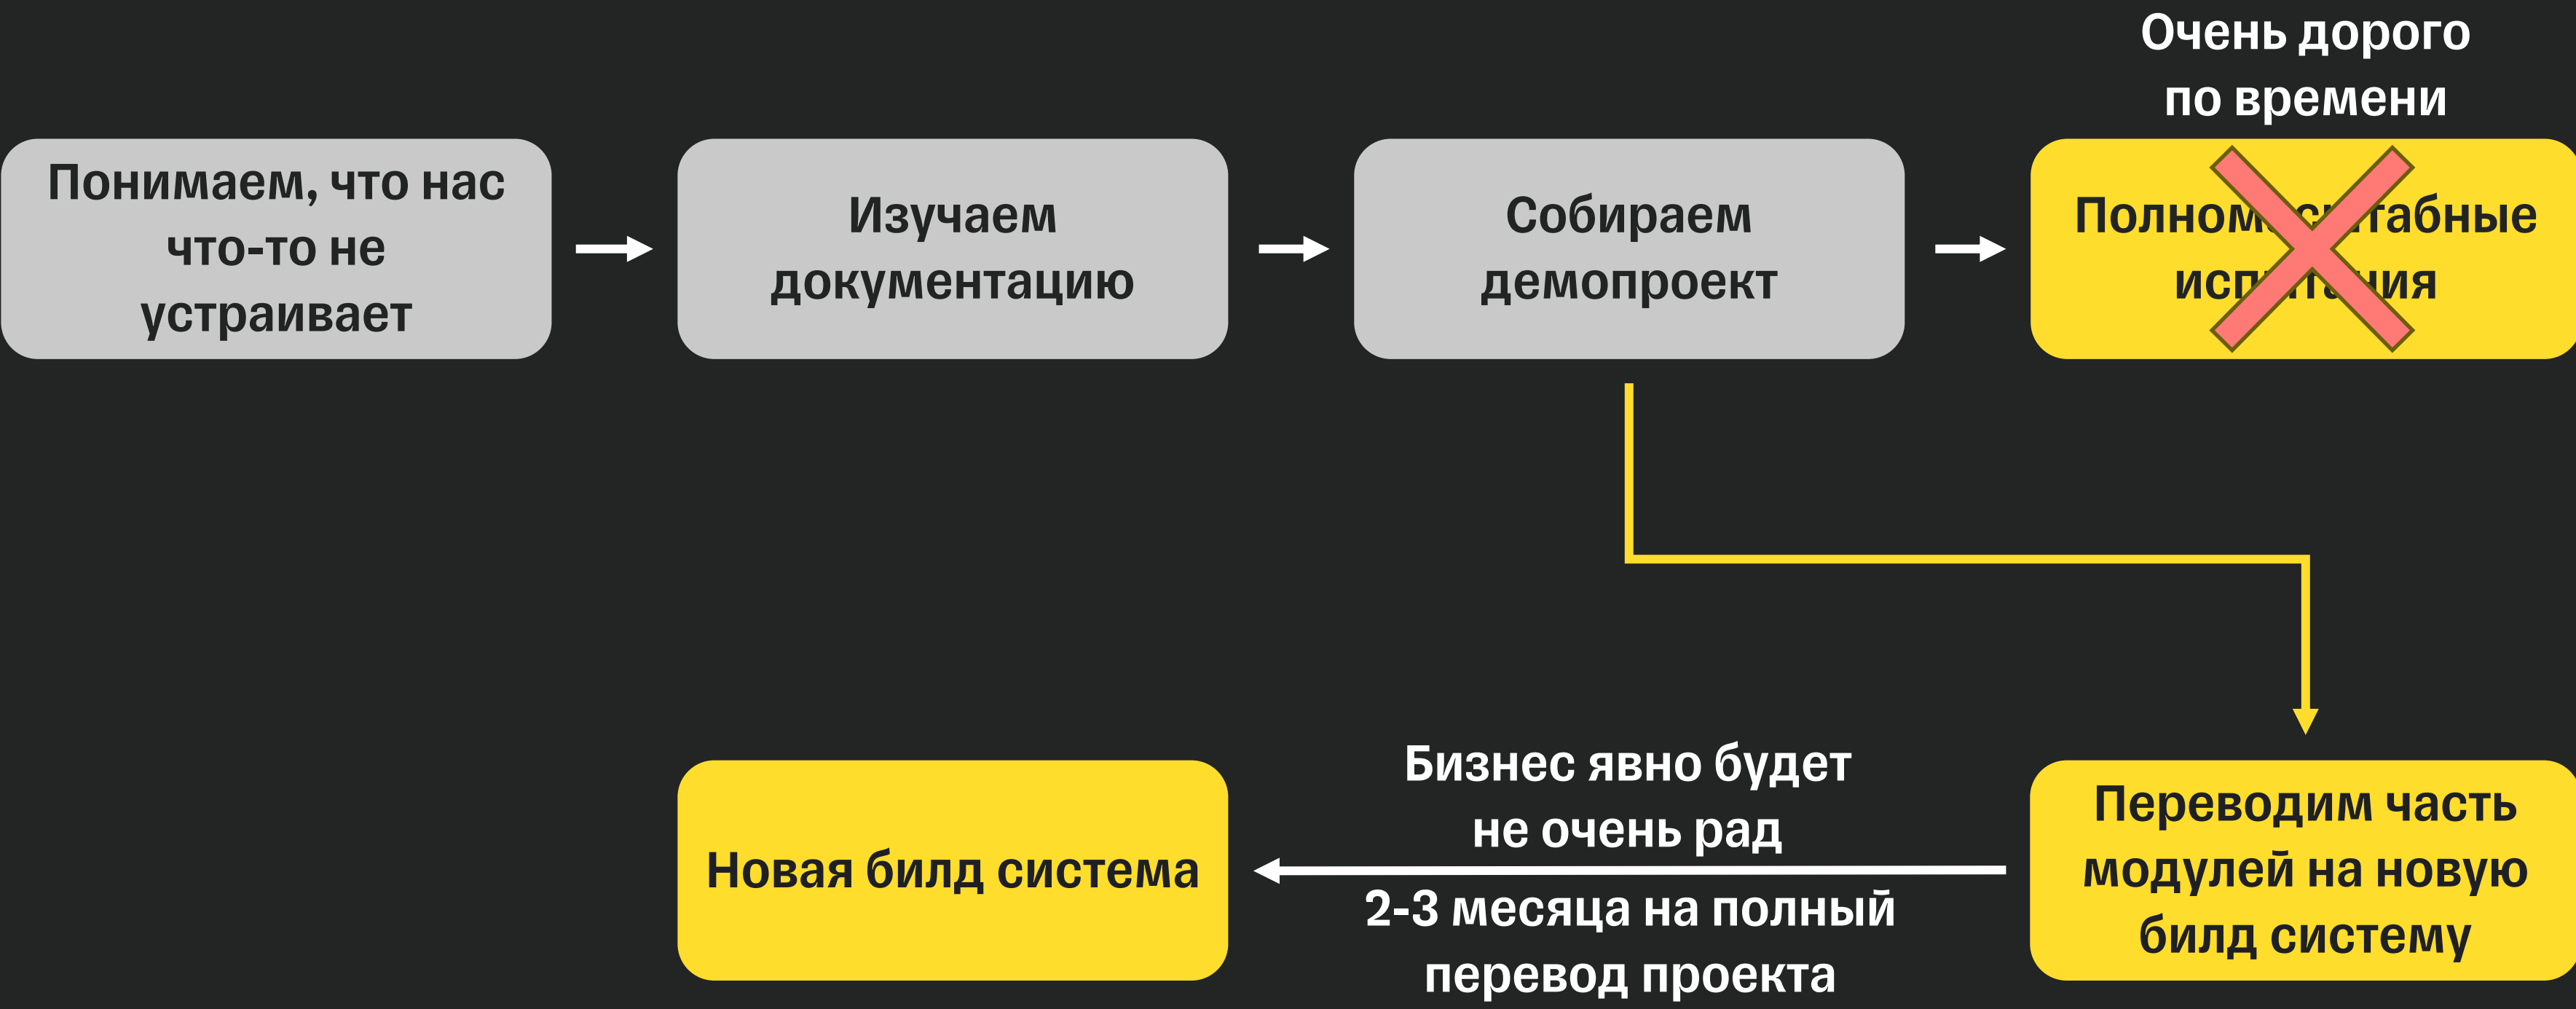 Очень дорого
по времени
Понимаем, что нас
что-то не
устраивает
Изучаем
документацию
Собираем
демопроект
Полномасштабные
испытания
Бизнес явно будет
не очень рад
2-3 месяца на полный
перевод проекта
Новая билд система
Переводим часть
модулей на новую
билд систему